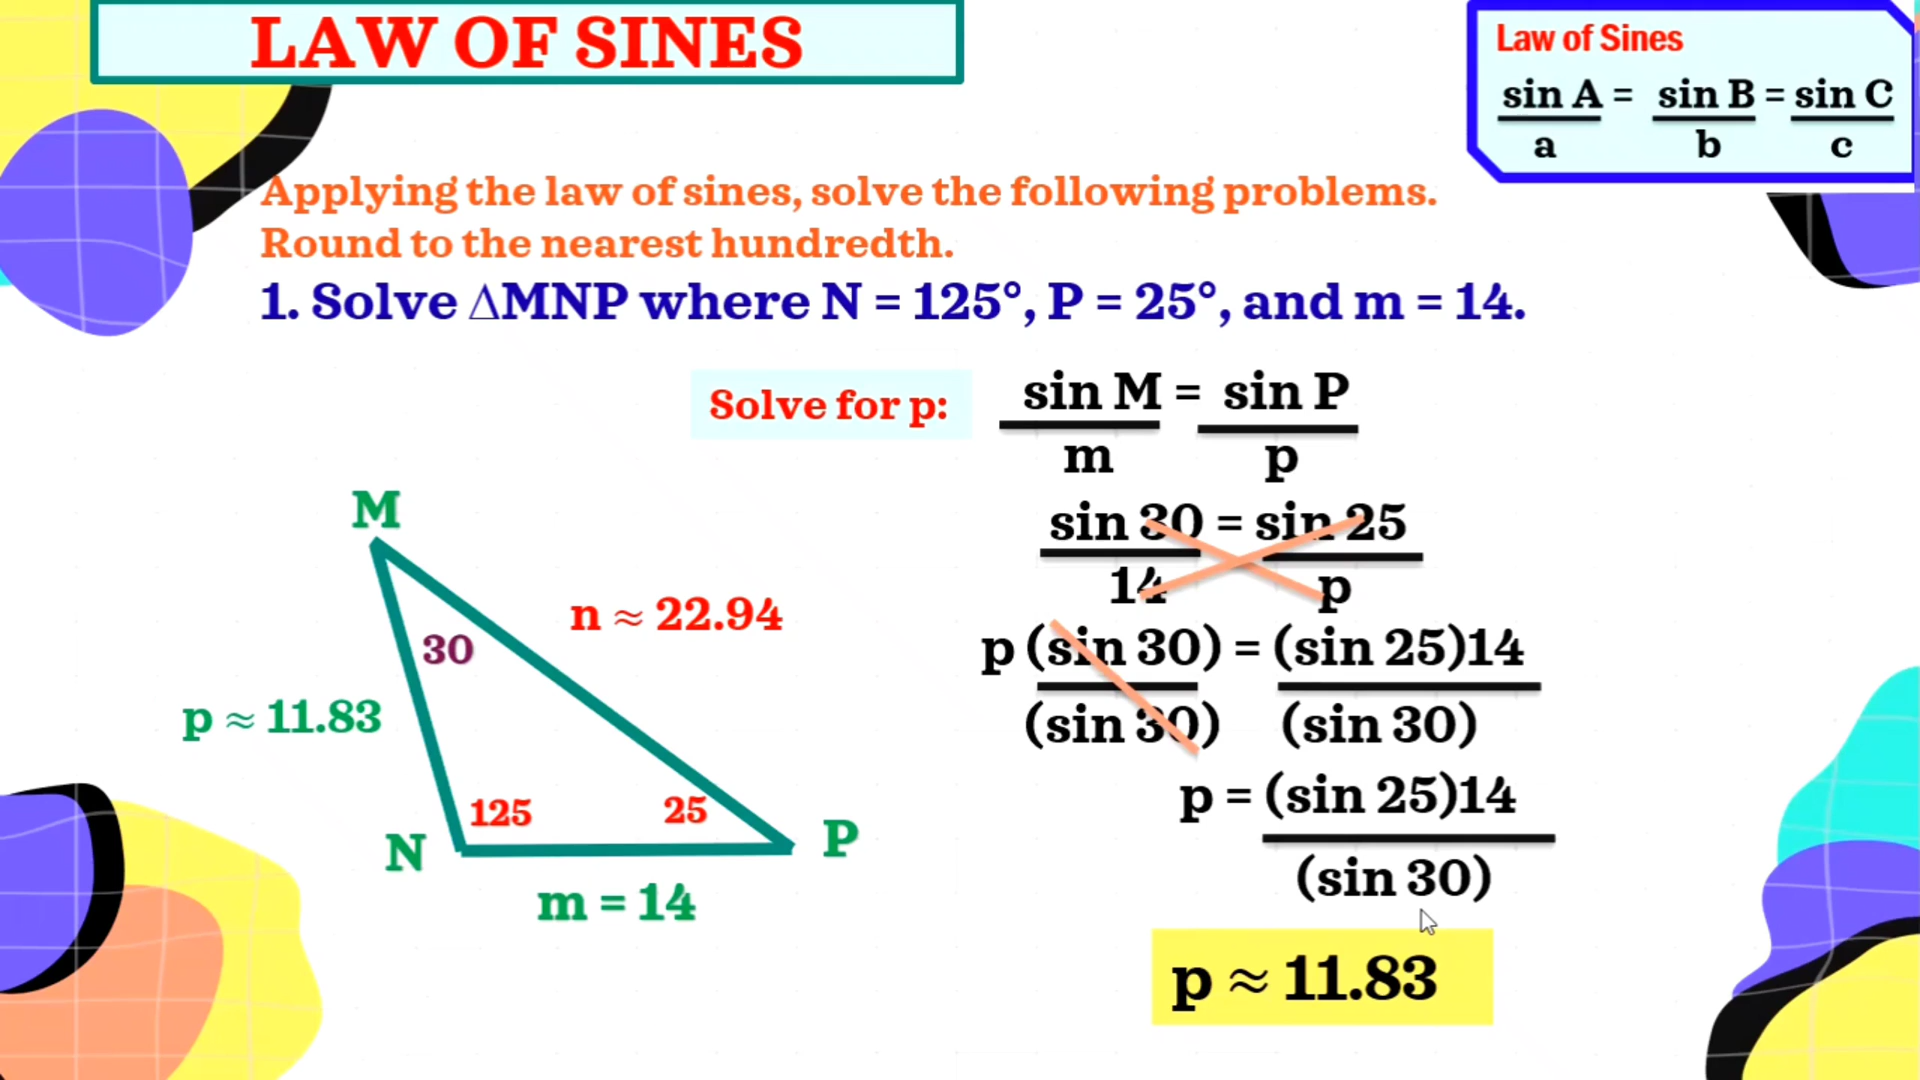 LAW OF SINES
Law of Sines
sin A = sin B = sin C
a b c
Applying the law of sines, solve the following problems.
Round to the nearest hundredth.
1. Solve ΔMNP where N = 125°, P = 25°, and m = 14.
Solve for p:
sin M = sin P
m p
sin 30 = sin 25
14 p
p (sin 30) = (sin 25)14
(sin 30) (sin 30)
p = (sin 25)14
(sin 30)
p ≈ 11.83
M
n ≈ 22.94
30
p ≈ 11.83
125 25
N P
m = 14